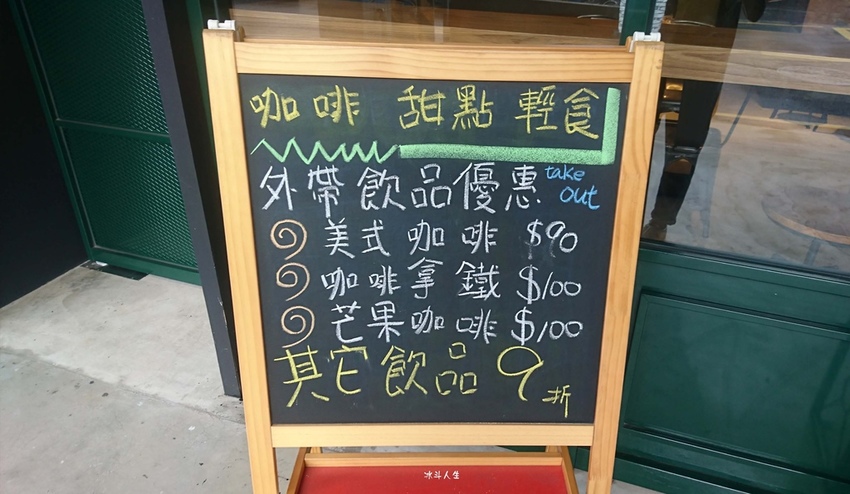 咖啡 甜點 輕食
外帶飲品優惠 take out
美式咖啡 $90
咖啡拿鐵 $100
芒果咖啡 $100
其它飲品 9折
冰斗人生